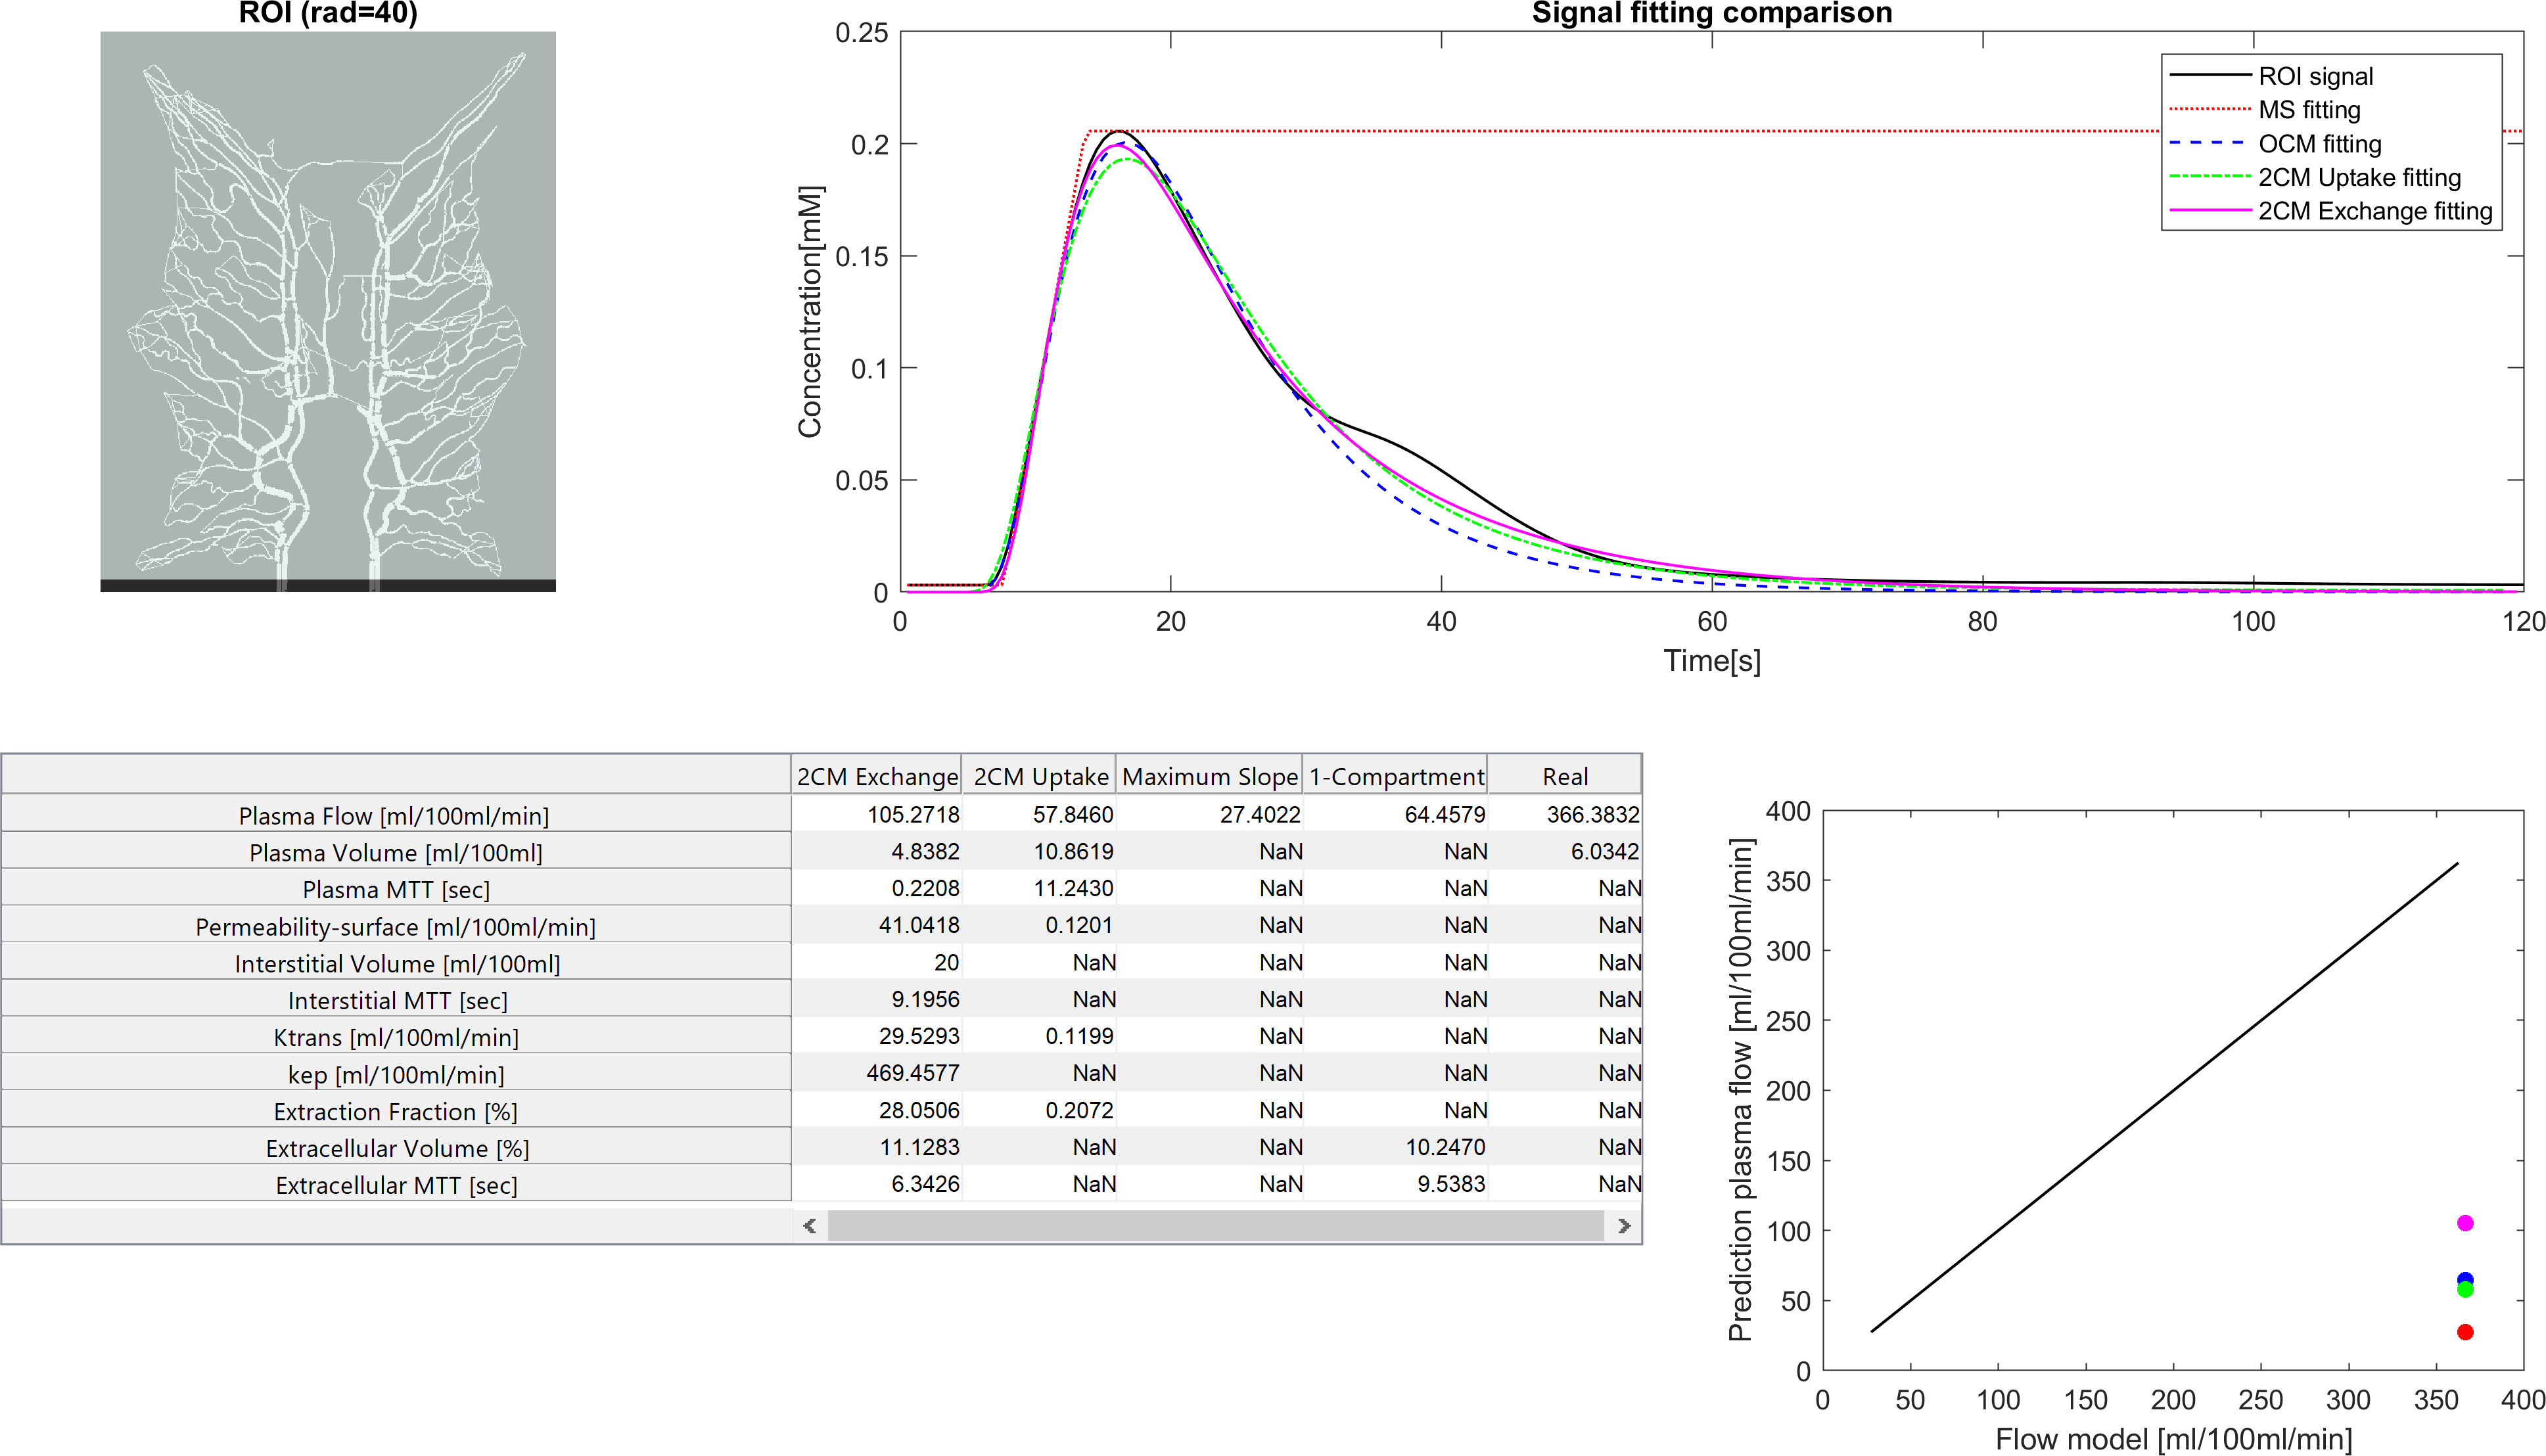 ROI (rad=40)
Signal fitting comparison
0.25
0.2
0.15
0.1
0.05
0
Concentration[mM]
0 20 40 60 80 100 120
Time[s]
ROI signal
MS fitting
OCM fitting
2CM Uptake fitting
2CM Exchange fitting
2CM Exchange 2CM Uptake Maximum Slope 1-Compartment Real
Plasma Flow [ml/100ml/min] 105.2718 57.8460 27.4022 64.4579 366.3832
Plasma Volume [ml/100ml] 4.8382 10.8619 NaN NaN 6.0342
Plasma MTT [sec] 0.2208 11.2430 NaN NaN NaN
Permeability-surface [ml/100ml/min] 41.0418 0.1201 NaN NaN NaN
Interstitial Volume [ml/100ml] 20 NaN NaN NaN NaN
Interstitial MTT [sec] 9.1956 NaN NaN NaN NaN
Ktrans [ml/100ml/min] 29.5293 0.1199 NaN NaN NaN
kep [ml/100ml/min] 469.4577 NaN NaN NaN NaN
Extraction Fraction [%] 28.0506 0.2072 NaN NaN NaN
Extracellular Volume [%] 11.1283 NaN NaN 10.2470 NaN
Extracellular MTT [sec] 6.3426 NaN NaN 9.5383 NaN
400
350
300
250
200
150
100
50
0
Prediction plasma flow [ml/100ml/min]
0 50 100 150 200 250 300 350 400
Flow model [ml/100ml/min]